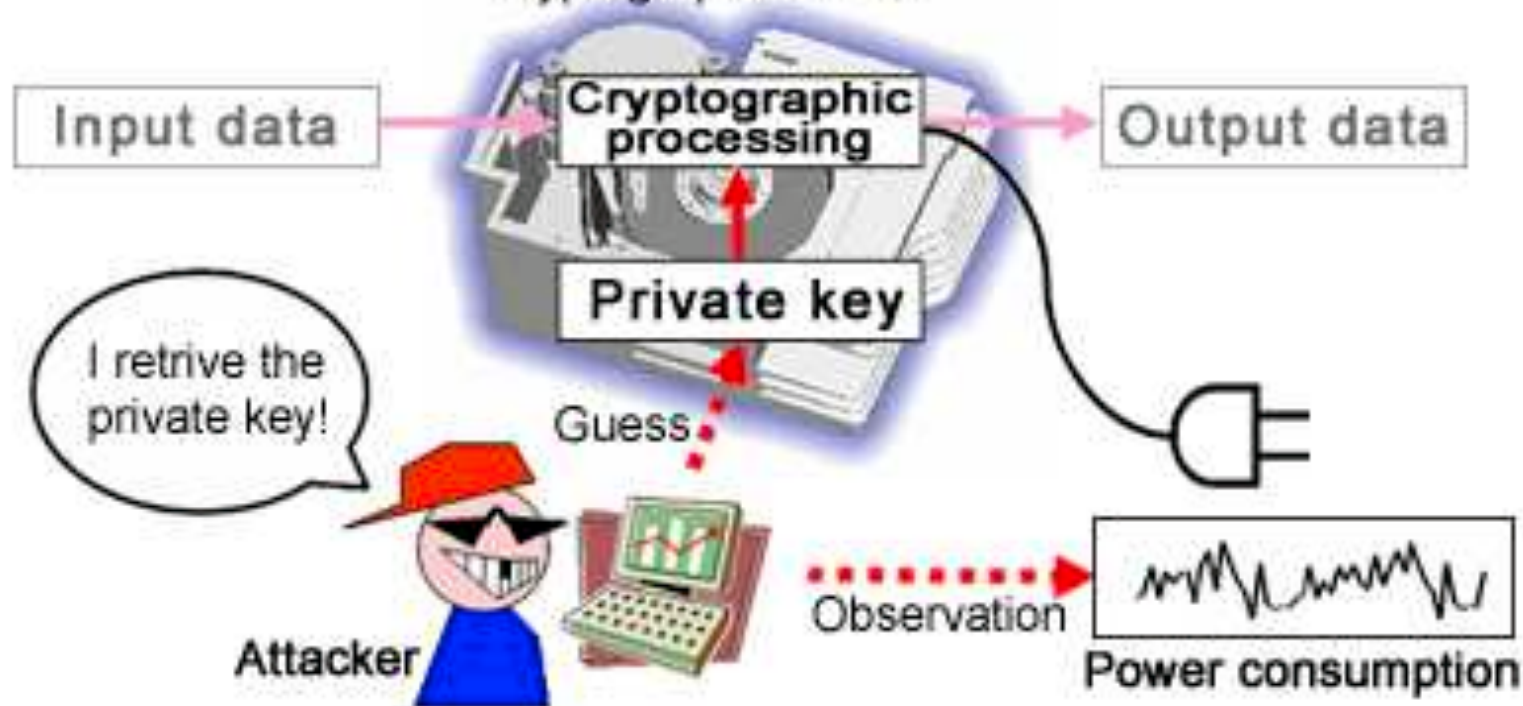 Input data
Cryptographic
processing
Output data
Private key
I retrive the
private key!
Guess
Observation
Attacker
Power consumption